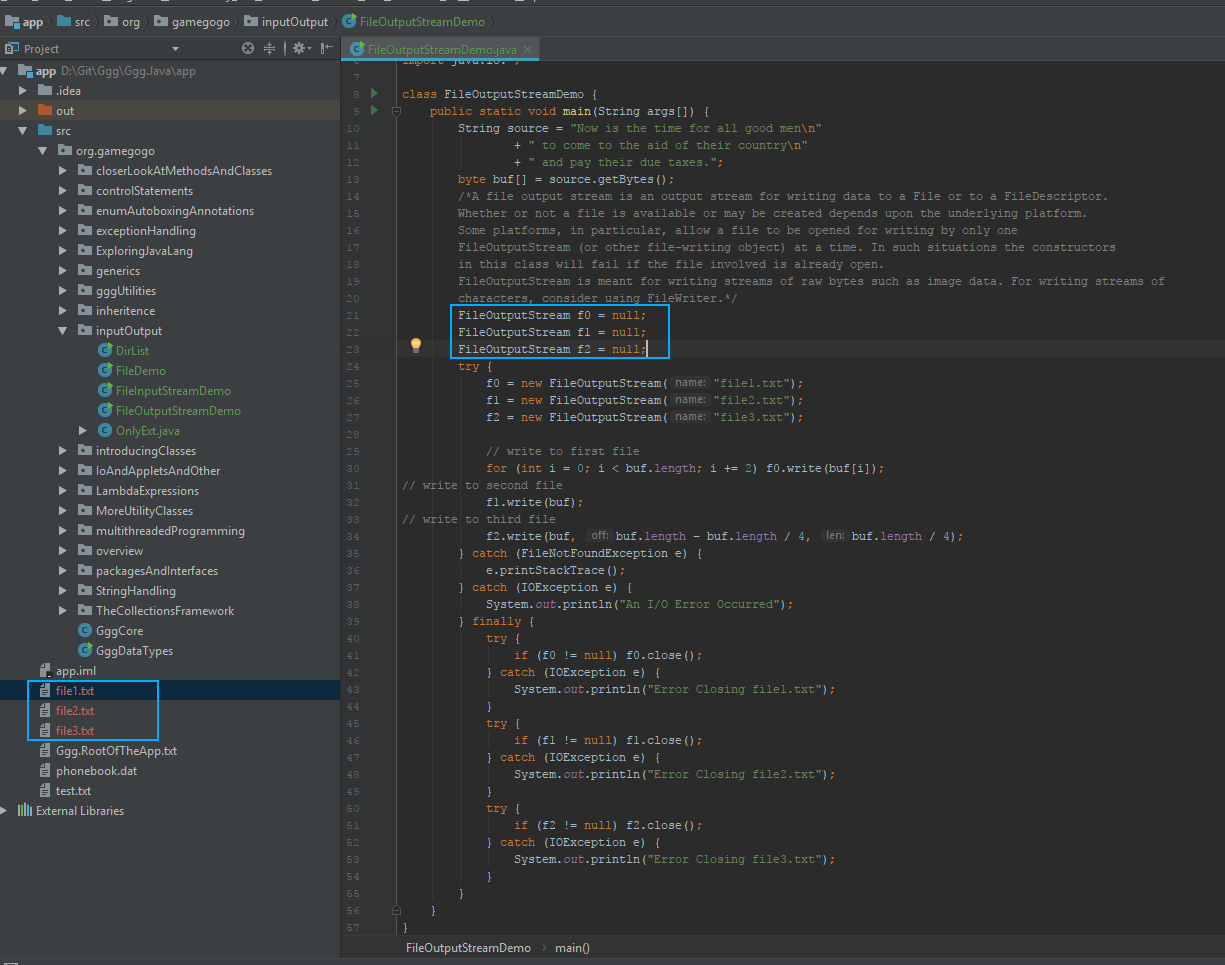 app src org gamegogo inputOutput FileOutputStreamDemo
Project
FileOutputStreamDemo.java
app D:\Git\Ggg\Ggg.Java\app
.idea
out
src
org.gamegogo
closerLookAtMethodsAndClasses
controlStatements
enumAutoboxingAnnotations
exceptionHandling
ExploringJavaLang
generics
gggUtilities
inheritence
inputOutput
DirList
FileDemo
FileInputStreamDemo
FileOutputStreamDemo
OnlyExt.java
introducingClasses
IoAndAppletsAndOther
LambdaExpressions
MoreUtilityClasses
multithreadedProgramming
overview
packagesAndInterfaces
StringHandling
TheCollectionsFramework
GggCore
GggDataTypes
app.iml
file1.txt
file2.txt
file3.txt
Ggg.RootOfTheApp.txt
phonebook.dat
test.txt
External Libraries
6 import java.io.*;
7
8 class FileOutputStreamDemo {
9 public static void main(String args[]) {
10 String source = "Now is the time for all good men\n"
11 + " to come to the aid of their country\n"
12 + " and pay their due taxes.";
13 byte buf[] = source.getBytes();
14 /*A file output stream is an output stream for writing data to a File or to a FileDescriptor.
15 Whether or not a file is available or may be created depends upon the underlying platform.
16 Some platforms, in particular, allow a file to be opened for writing by only one
17 FileOutputStream (or other file-writing object) at a time. In such situations the constructors
18 in this class will fail if the file involved is already open.
19 FileOutputStream is meant for writing streams of raw bytes such as image data. For writing streams of
20 characters, consider using FileWriter.*/
21 FileOutputStream f0 = null;
22 FileOutputStream f1 = null;
23 FileOutputStream f2 = null;
24 try {
25 f0 = new FileOutputStream( name: "file1.txt");
26 f1 = new FileOutputStream( name: "file2.txt");
27 f2 = new FileOutputStream( name: "file3.txt");
28
29 // write to first file
30 for (int i = 0; i < buf.length; i += 2) f0.write(buf[i]);
31 // write to second file
32 f1.write(buf);
33 // write to third file
34 f2.write(buf, off: buf.length - buf.length / 4, len: buf.length / 4);
35 } catch (FileNotFoundException e) {
36 e.printStackTrace();
37 } catch (IOException e) {
38 System.out.println("An I/O Error Occurred");
39 } finally {
40 try {
41 if (f0 != null) f0.close();
42 } catch (IOException e) {
43 System.out.println("Error Closing file1.txt");
44 }
45 try {
46 if (f1 != null) f1.close();
47 } catch (IOException e) {
48 System.out.println("Error Closing file2.txt");
49 }
50 try {
51 if (f2 != null) f2.close();
52 } catch (IOException e) {
53 System.out.println("Error Closing file3.txt");
54 }
55 }
56 }
57 }
FileOutputStreamDemo main()